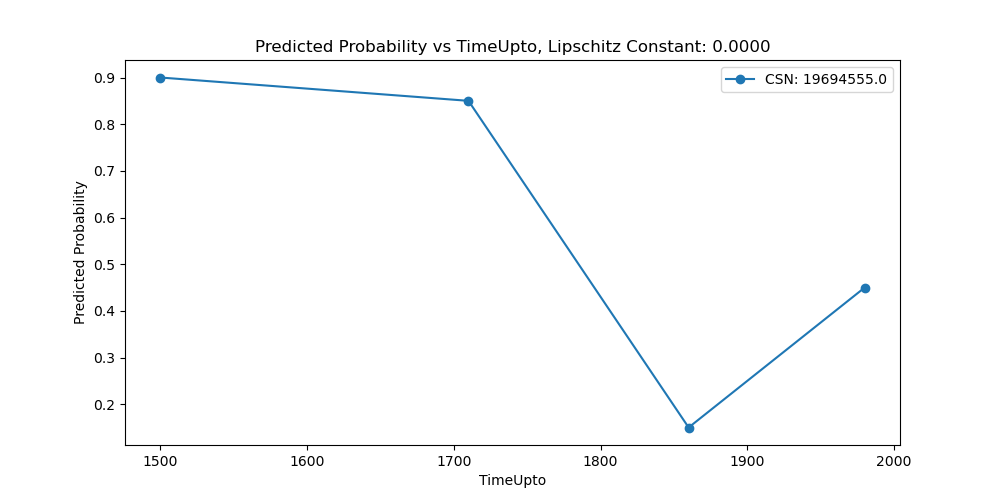 Predicted Probability vs TimeUpto, Lipschitz Constant: 0.0000
CSN: 19694555.0
Predicted Probability
0.9
0.8
0.7
0.6
0.5
0.4
0.3
0.2
1500 1600 1700 1800 1900 2000
TimeUpto